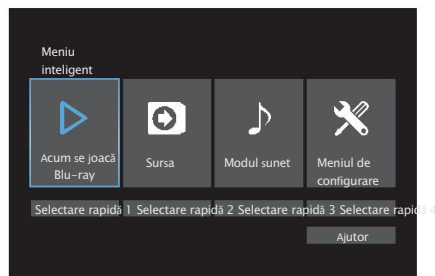 Meniu
inteligent
Acum se joacă
Blu-ray
Sursa
Modul sunet
Meniul de
configurare
Selectare rapidă 1 Selectare rapidă 2 Selectare rapidă 3 Selectare rapidă 4
Ajutor